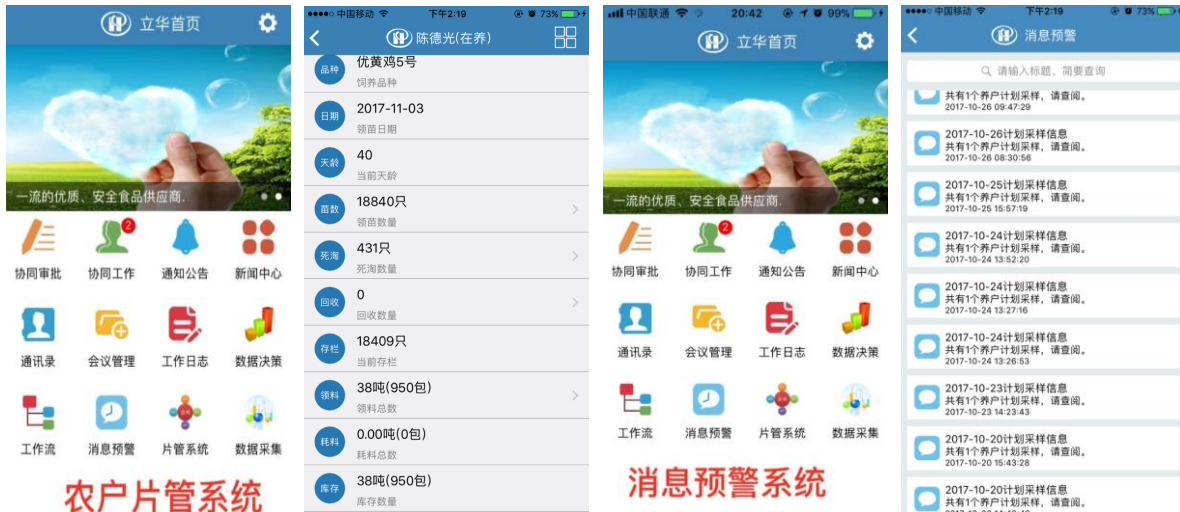 立华首页
一流的优质、安全食品供应商.
2
协同审批
协同工作
通知公告
新闻中心
通讯录
会议管理
工作日志
数据决策
工作流
消息预警
片管系统
数据采集
农户片管系统
中国移动
下午2:19
73%
陈德光(在养)
品种
优黄鸡5号
饲养品种
日期
2017-11-03
领苗日期
天龄
40
当前天龄
苗数
18840只
领苗数量
死淘
431只
死淘数量
回收
0
回收数量
存栏
18409只
当前存栏
领料
38吨(950包)
领料总数
耗料
0.00吨(0包)
耗料总数
库存
38吨(950包)
库存数量
中国联通
20:42
99%
立华首页
一流的优质、安全食品供应商.
2
协同审批
协同工作
通知公告
新闻中心
通讯录
会议管理
工作日志
数据决策
工作流
消息预警
片管系统
数据采集
消息预警系统
中国移动
下午2:19
73%
消息预警
请输入标题、简要查询
共有1个养户计划采样，请查阅。
2017-10-26 09:47:29
2017-10-26计划采样信息
共有1个养户计划采样，请查阅。
2017-10-26 08:30:56
2017-10-25计划采样信息
共有1个养户计划采样，请查阅。
2017-10-25 15:57:19
2017-10-24计划采样信息
共有1个养户计划采样，请查阅。
2017-10-24 13:52:20
2017-10-24计划采样信息
共有1个养户计划采样，请查阅。
2017-10-24 13:27:16
2017-10-24计划采样信息
共有1个养户计划采样，请查阅。
2017-10-24 13:26:53
2017-10-23计划采样信息
共有1个养户计划采样，请查阅。
2017-10-23 14:23:43
2017-10-20计划采样信息
共有1个养户计划采样，请查阅。
2017-10-20 15:43:28
2017-10-20计划采样信息
共有1个养户计划采样，请查阅。